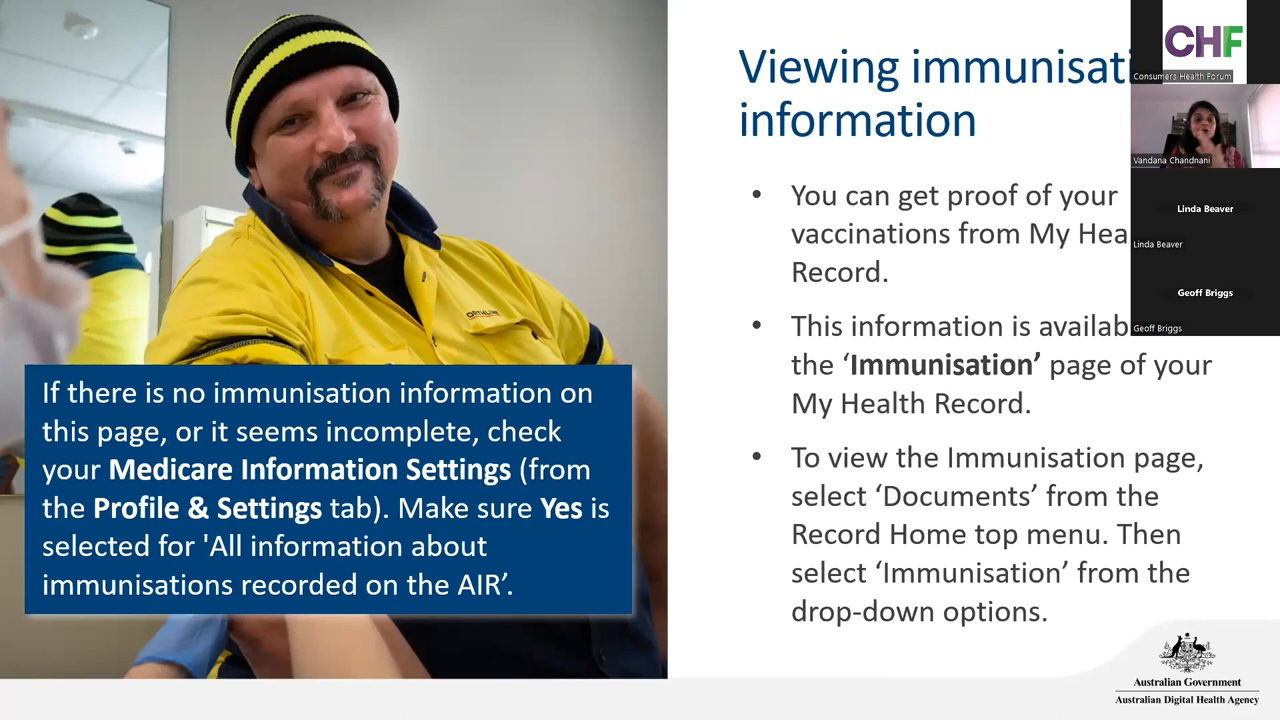 Viewing immunisati
information
• You can get proof of your
vaccinations from My Hea
Record.
• This information is availab
the ‘Immunisation’ page of your
My Health Record.
• To view the Immunisation page,
select ‘Documents’ from the
Record Home top menu. Then
select ‘Immunisation’ from the
drop-down options.
If there is no immunisation information on
this page, or it seems incomplete, check
your Medicare Information Settings (from
the Profile & Settings tab). Make sure Yes is
selected for 'All information about
immunisations recorded on the AIR’.
CHF
Consumers Health Forum
Vandana Chandnani
Linda Beaver
Linda Beaver
Geoff Briggs
Geoff Briggs
Australian Government
Australian Digital Health Agency